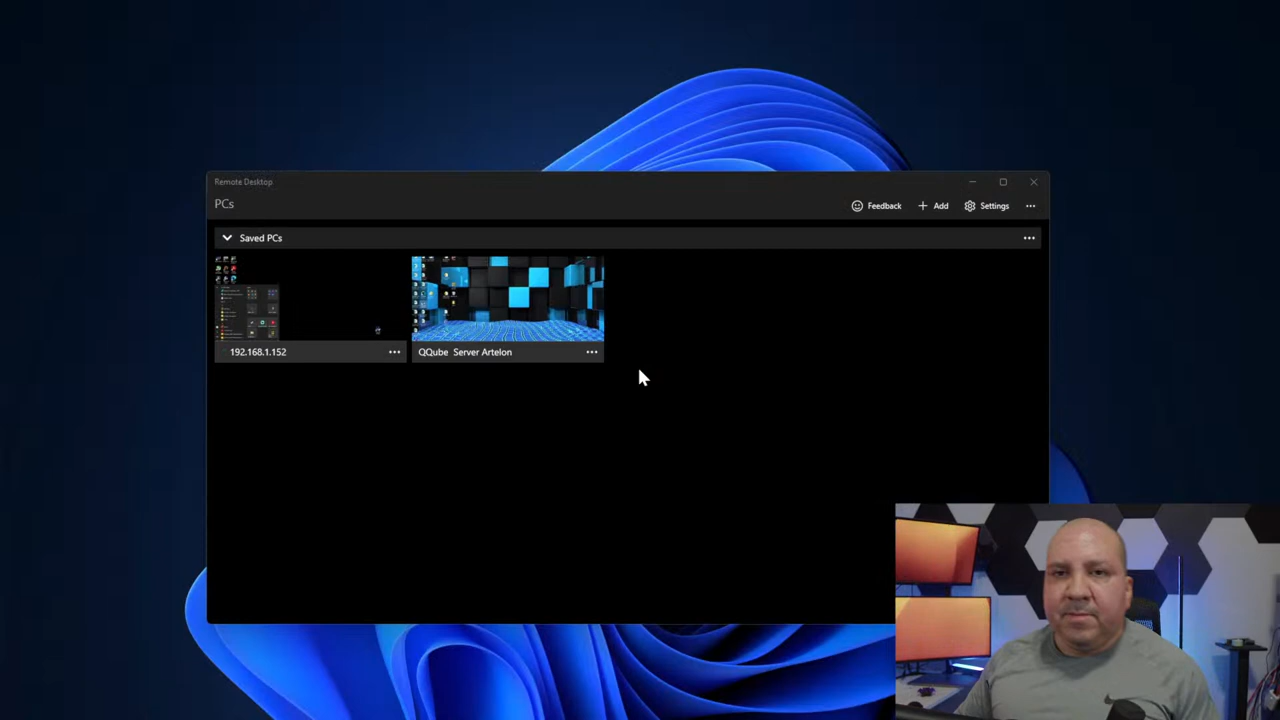 Remote Desktop
PCs
Feedback
Add
Settings
Saved PCs
192.168.1.152
QQube Server Artelon